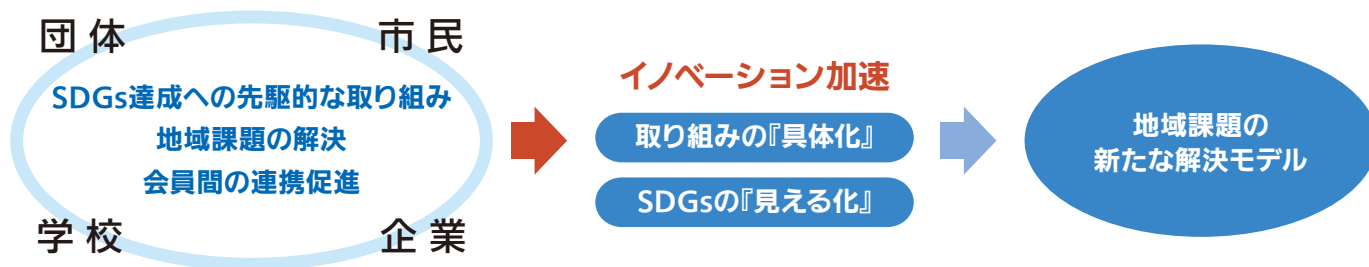 団体
市民
SDGs達成への先駆的な取り組み
地域課題の解決
会員間の連携促進
学校
企業
イノベーション加速
取り組みの『具体化』
SDGsの『見える化』
地域課題の
新たな解決モデル